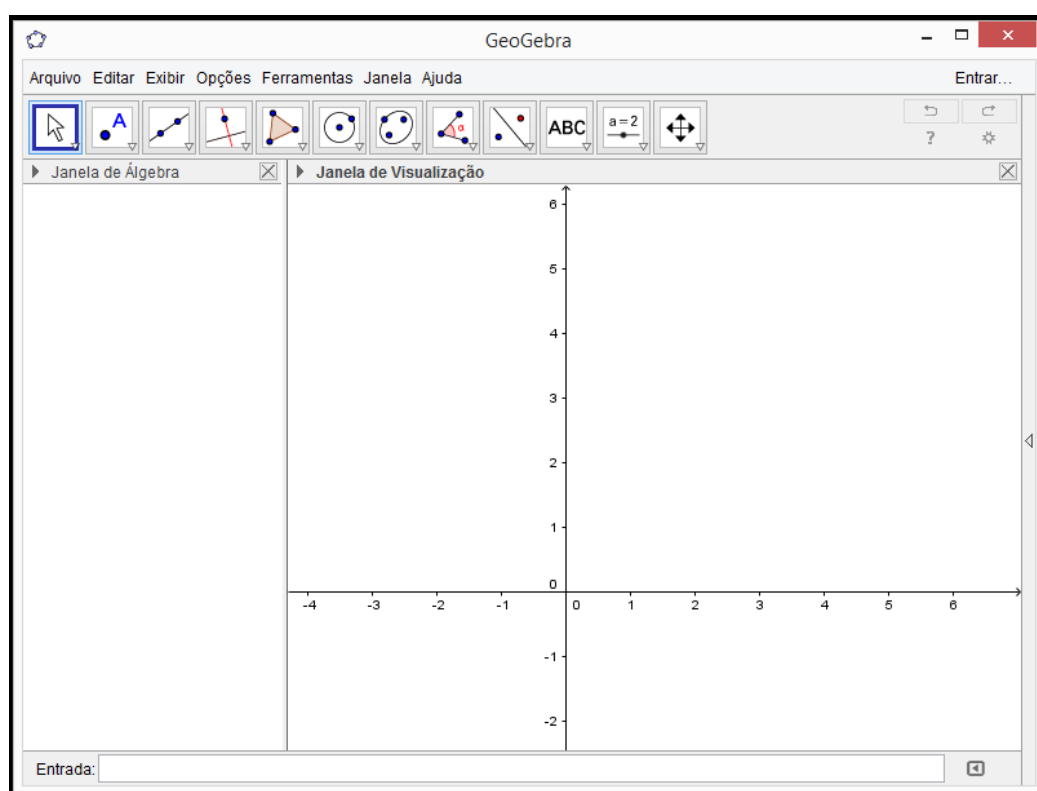 GeoGebra
Arquivo Editar Exibir Opções Ferramentas Janela Ajuda Entrar...
A α ABC a=2 ?
Janela de Álgebra Janela de Visualização
6
5
4
3
2
1
0
-4 -3 -2 -1 0 1 2 3 4 5 6
-1
-2
Entrada: